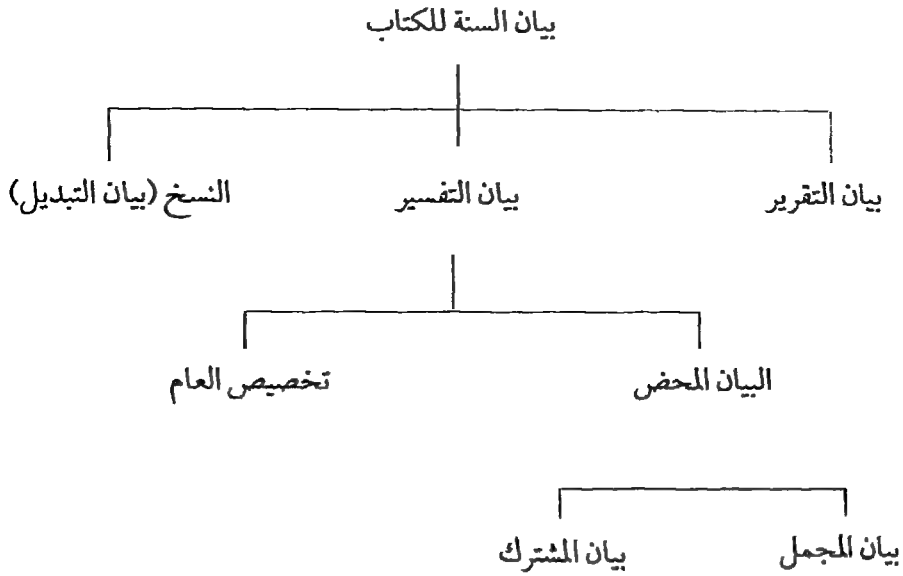 بيان السنة للكتاب
بيان التقرير
بيان التفسير
النسخ (بيان التبديل)
البيان المحض
تخصيص العام
بيان المجمل
بيان المشترك